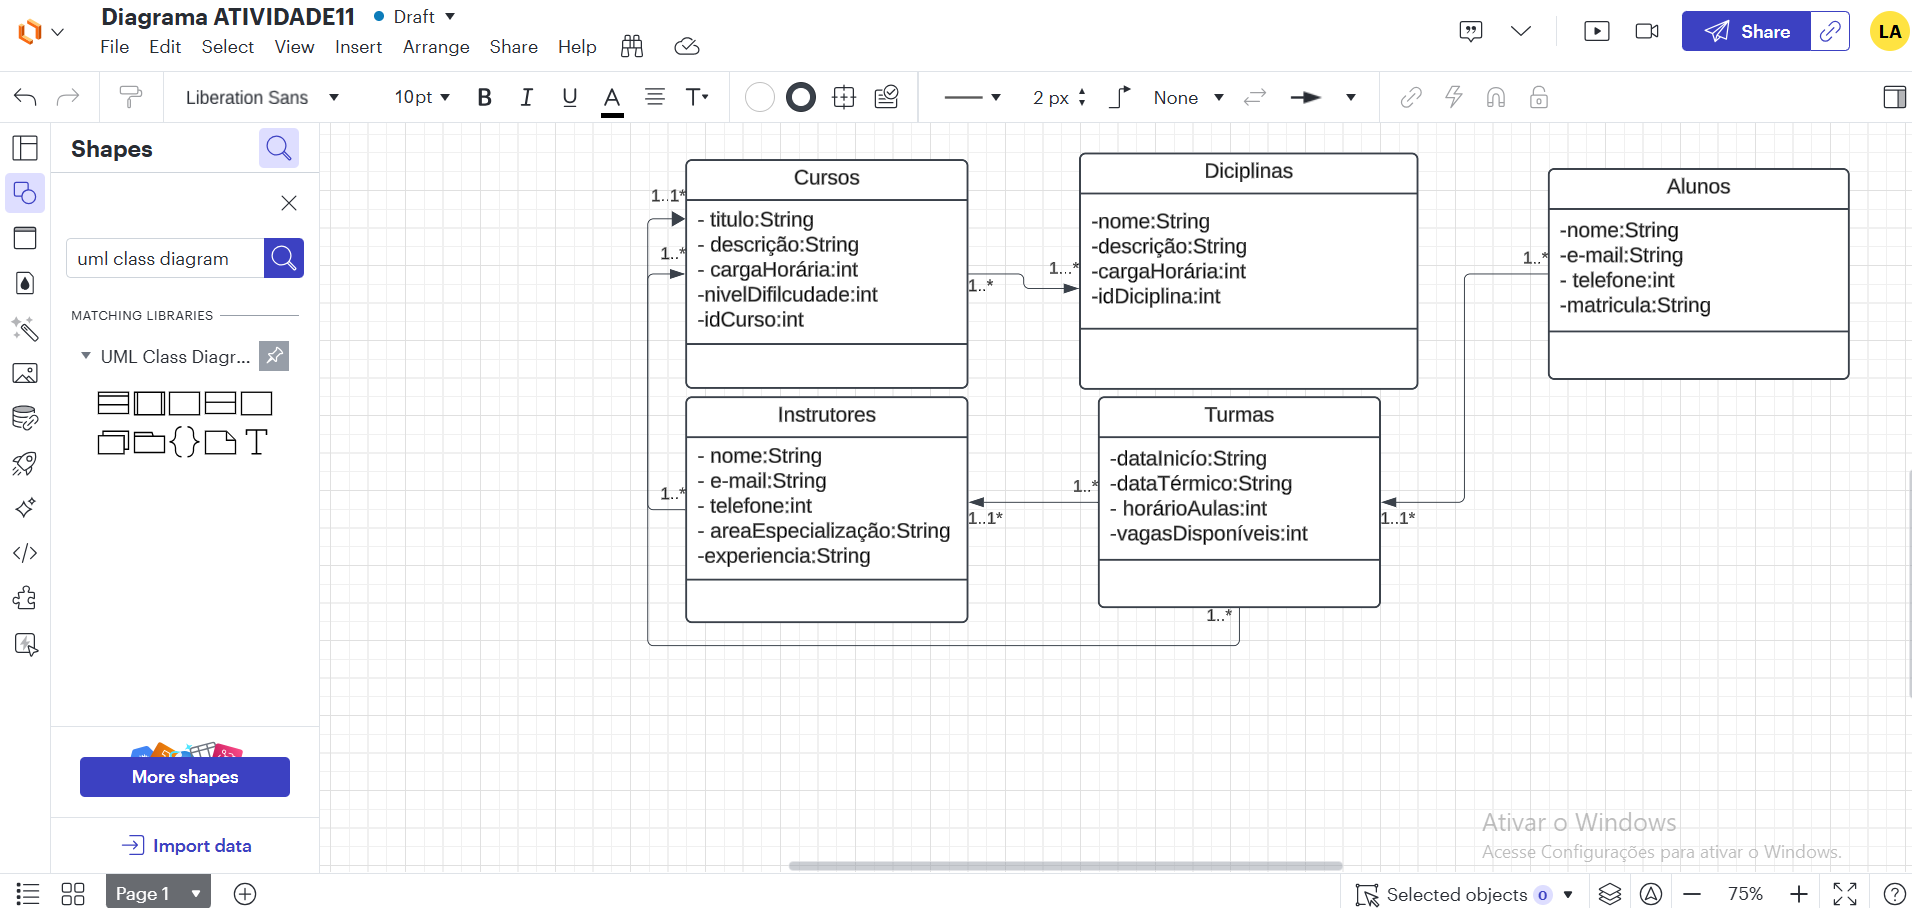 Diagrama ATIVIDADE11
Draft
File Edit Select View Insert Arrange Share Help
Share
LA
Liberation Sans
10pt
B I U A T
2 px
None
Shapes
uml class diagram
MATCHING LIBRARIES
UML Class Diagr...
T
More shapes
Import data
Cursos
- titulo:String
- descrição:String
- cargaHorária:int
-nivelDifilcudade:int
-idCurso:int
1..1*
1..*
1..*
1...*
Diciplinas
-nome:String
-descrição:String
-cargaHorária:int
-idDiciplina:int
Alunos
-nome:String
-e-mail:String
- telefone:int
-matricula:String
1..*
Instrutores
- nome:String
- e-mail:String
- telefone:int
- areaEspecialização:String
-experiencia:String
1..*
1..1*
1..*
Turmas
-dataInicío:String
-dataTérmico:String
- horárioAulas:int
-vagasDisponíveis:int
1..1*
1..*
Ativar o Windows
Acesse Configurações para ativar o Windows.
Page 1
Selected objects 0
75%